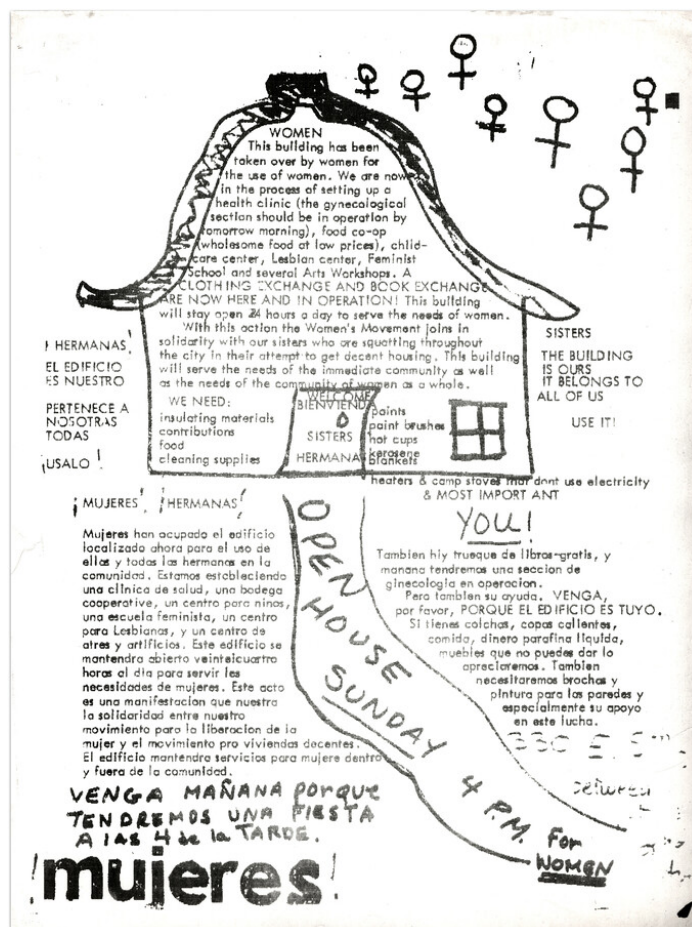 WOMEN
This building has been
taken over by women for
the use of women. We are now
in the process of setting up a
health clinic (the gynecological
section should be in operation by
tomorrow morning), food co-op
(wholesome food at low prices), child-
care center, Lesbian center, Feminist
School and several Arts Workshops. A
CLOTHING EXCHANGE AND BOOK EXCHANGE
ARE NOW HERE AND IN OPERATION! This building
will stay open 24 hours a day to serve the needs of women.
With this action the Women's Movement joins in
solidarity with our sisters who are squatting throughout
the city in their attempt to get decent housing. This building
will serve the needs of the immediate community as well
as the needs of the community of women as a whole.
¡ HERMANAS!
EL EDIFICIO
ES NUESTRO
PERTENECE A
NOSOTRAS
TODAS
¡USALO !
WE NEED:
insulating materials
contributions
food
cleaning supplies
WELCOME
BIENVIENDA
SISTERS
HERMANA
paints
paint brushes
hot cups
kerosene
blankets
heaters & camp stoves that dont use electricity
& MOST IMPORT ANT
YOU!
SISTERS
THE BUILDING
IS OURS
IT BELONGS TO
ALL OF US
USE IT!
¡ MUJERES! ¡HERMANAS!
Mujeres han ocupado el edificio
localizado ahora para el uso de
ellas y todas las hermanas en la
comunidad. Estamos estableciendo
una clinica de salud, una bodega
cooperative, un centro para ninos,
una escuela feminista, un centro
para Lesbianas, y un centro de
atres y artificios. Este edificio se
mantendra abierto veinteicuartro
horas al dia para servir les
necesidades de mujeres. Este acto
es una manifestacion que nuestra
la solidaridad entre nuestro
movimiento para la liberacion de la
mujer y el movimiento pro viviendas decentes.
El edificio mantendra servicios para mujere dentro
y fuera de la comunidad.
VENGA MAÑANA Porque
TENDREMOS UNA FIESTA
A lAS 4 de la TARDE.
¡mujeres!
OPEN
HOUSE
SUNDAY
4 P.M. For
WOMEN
Tambien hiy trueque de libros-gratis, y
manana tendremos una seccion de
ginecologia en operacion.
Pero tambien su ayuda. VENGA,
por favor, PORQUE EL EDIFICIO ES TUYO.
Si tienes colchas, copas calientes,
comida, dinero parafina liquida,
muebles que no puedes dar lo
apreciaremos. Tambien
necesitaremos brochas y
pintura para las paredes y
especialmente su apoyo
en este lucha.
between